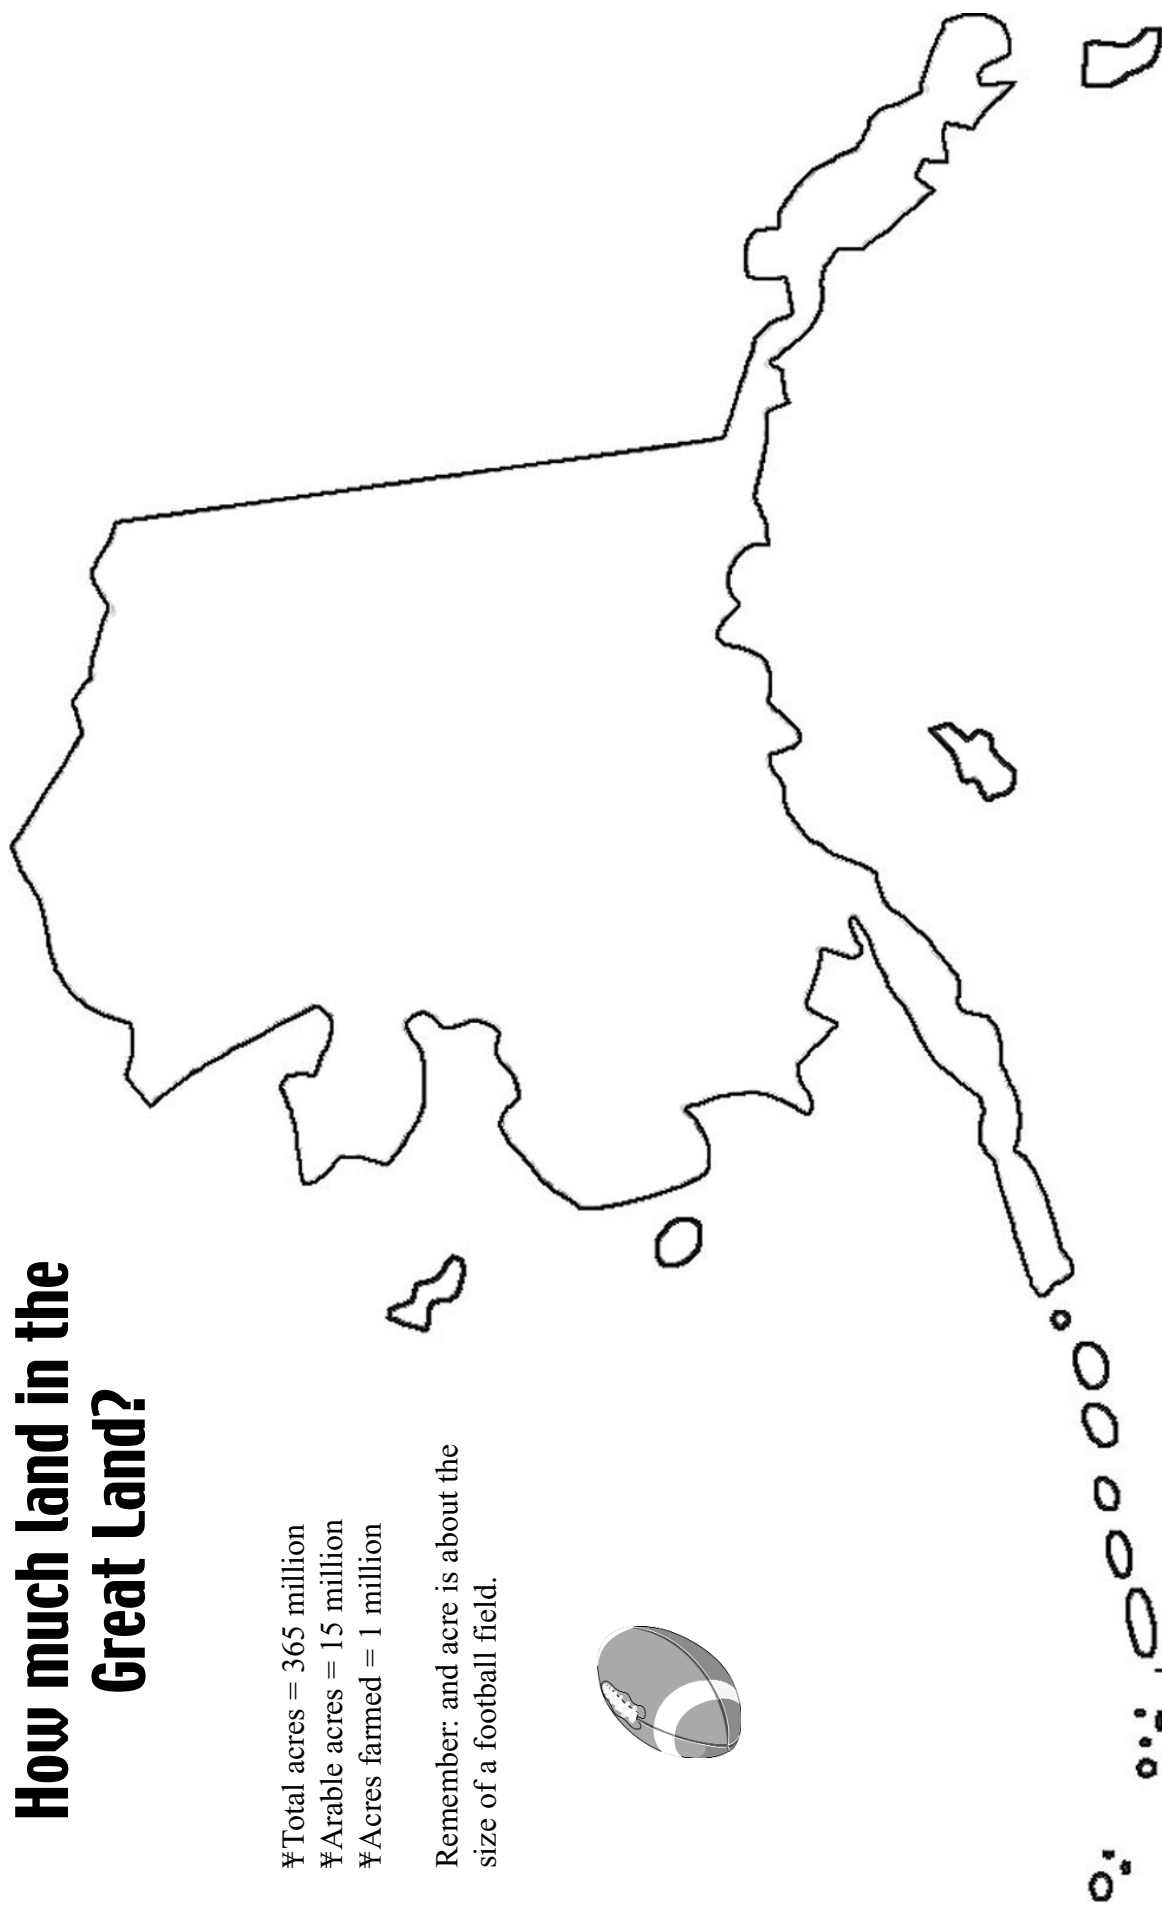 How much land in the
Great Land?
¥Total acres = 365 million
¥Arable acres = 15 million
¥Acres farmed = 1 million
Remember: and acre is about the
size of a football field.